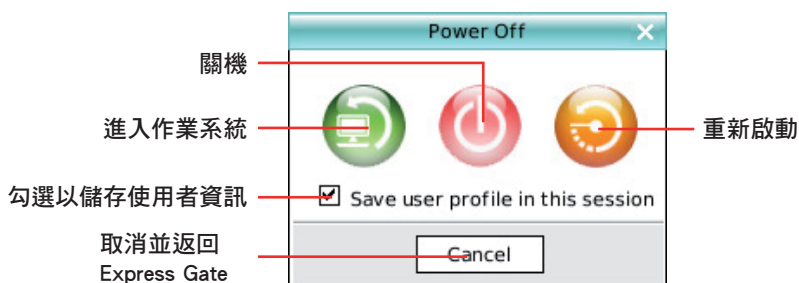 Power Off
關機
進入作業系統
重新啟動
勾選以儲存使用者資訊
Save user profile in this session
取消並返回
Express Gate
Cancel